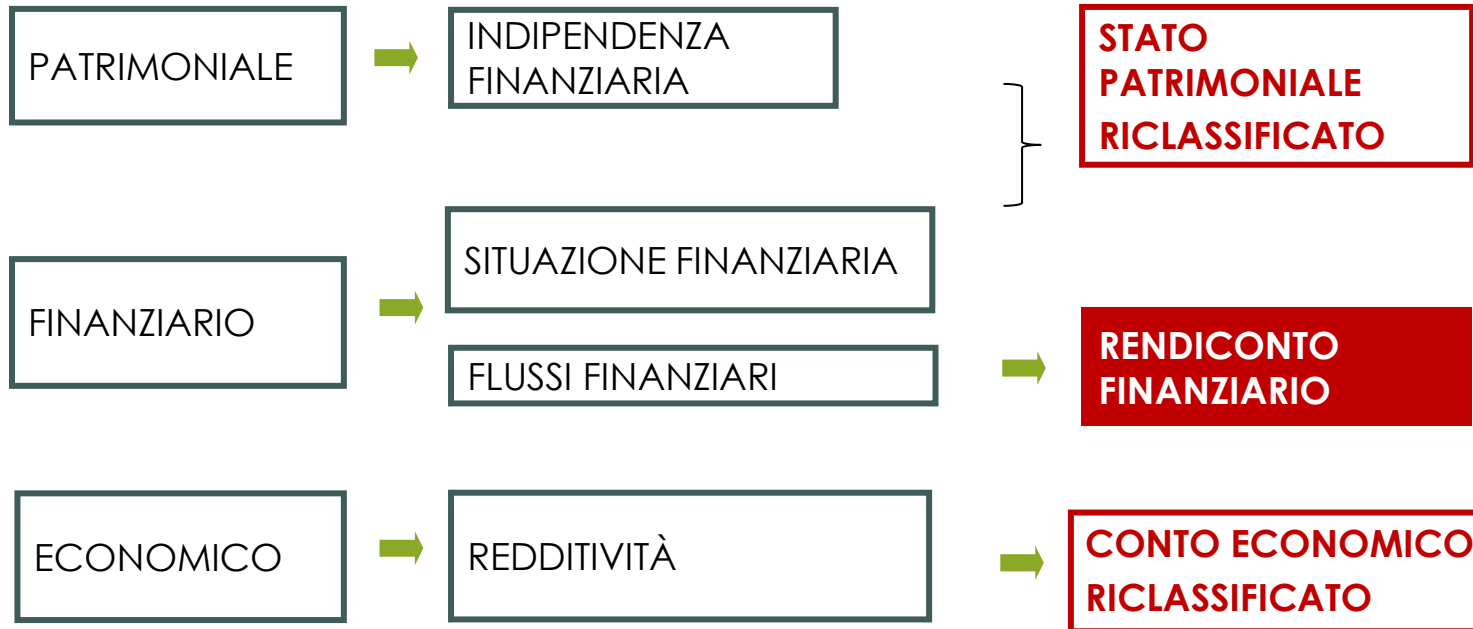 PATRIMONIALE
INDIPENDENZA
FINANZIARIA
STATO
PATRIMONIALE
RICLASSIFICATO
FINANZIARIO
SITUAZIONE FINANZIARIA
FLUSSI FINANZIARI
RENDICONTO
FINANZIARIO
ECONOMICO
REDDITIVITÀ
CONTO ECONOMICO
RICLASSIFICATO